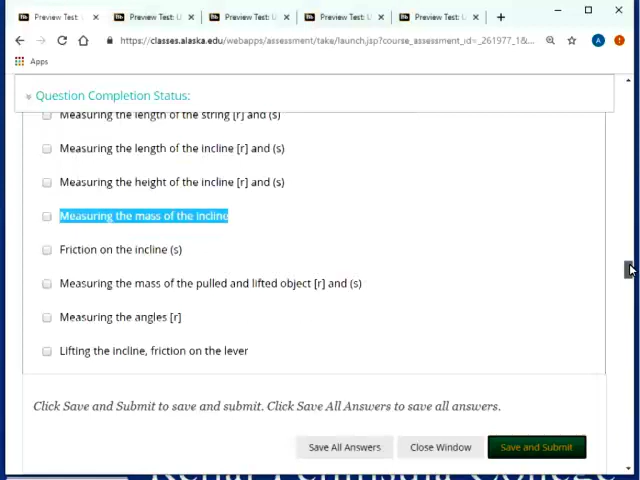 Preview Test:
Preview Test: U
Preview Test: U
Preview Test: U
Preview Test: U
https://classes.alaska.edu/webapps/assessment/take/launch.jsp?course_assessment_id=_261977_1&...
A
Apps
Question Completion Status:
Measuring the length of the string [r] and (s)
Measuring the length of the incline [r] and (s)
Measuring the height of the incline [r] and (s)
Measuring the mass of the incline
Friction on the incline (s)
Measuring the mass of the pulled and lifted object [r] and (s)
Measuring the angles [r]
Lifting the incline, friction on the lever
Click Save and Submit to save and submit. Click Save All Answers to save all answers.
Save All Answers
Close Window
Save and Submit
Kenai Peninsula College